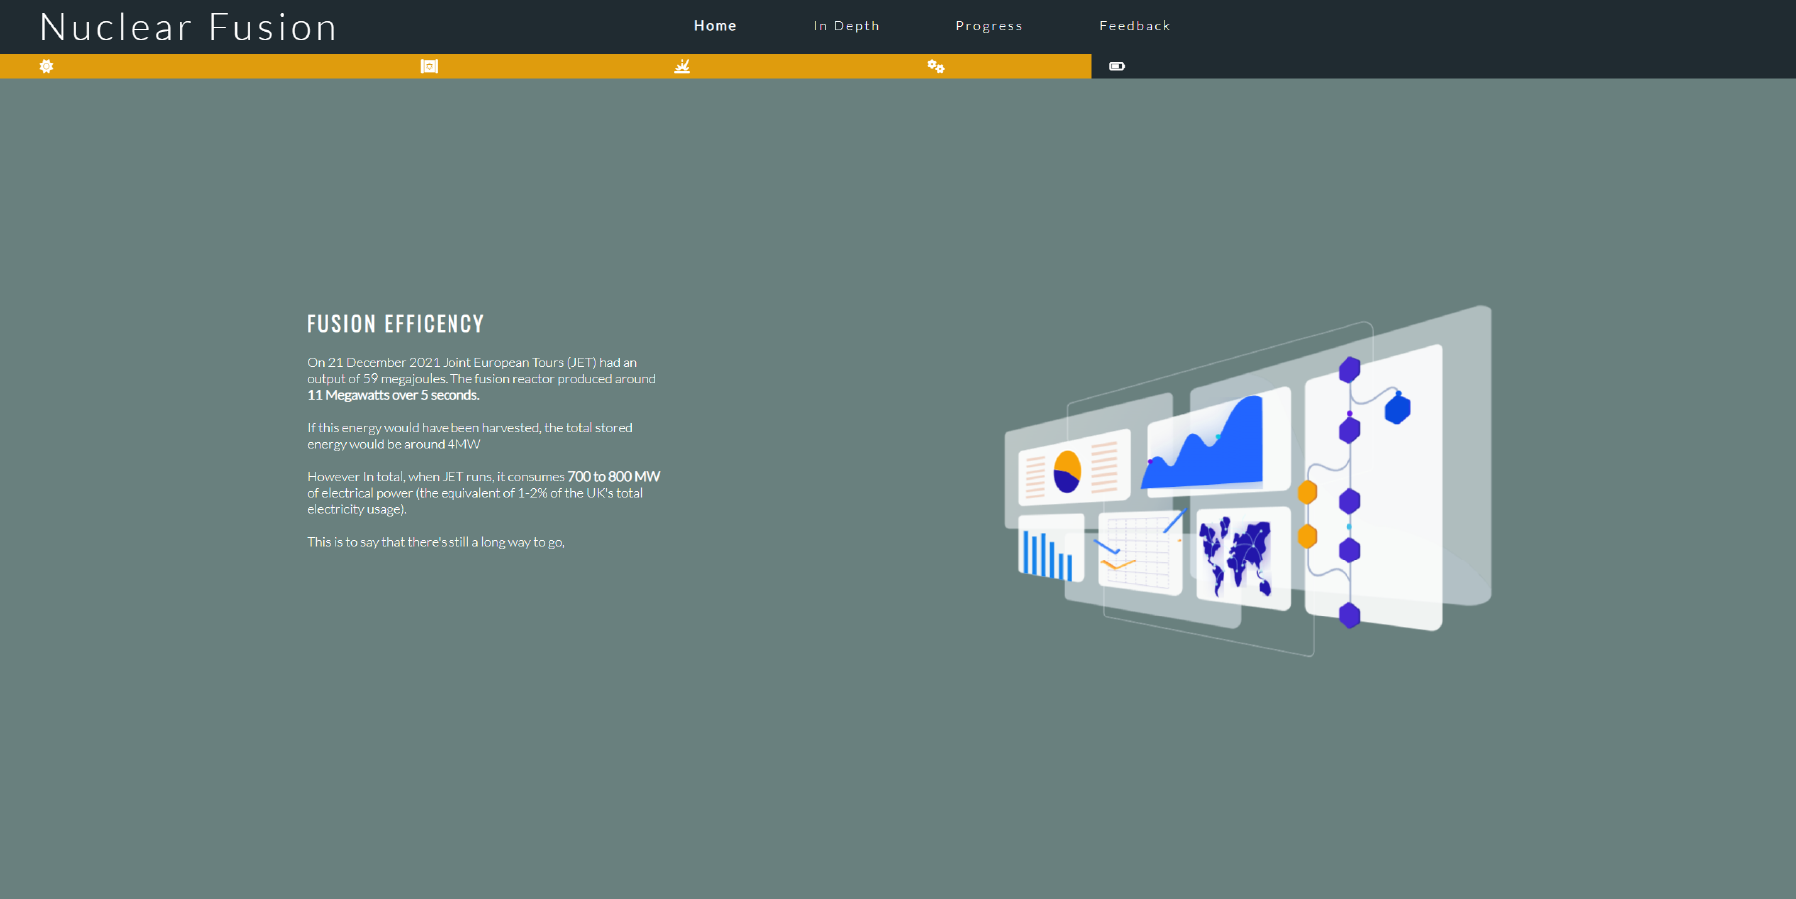 Nuclear Fusion
Home
In Depth
Progress
Feedback
FUSION EFFICENCY
On 21 December 2021 Joint European Tours (JET) had an
output of 59 megajoules. The fusion reactor produced around
11 Megawatts over 5 seconds.
If this energy would have been harvested, the total stored
energy would be around 4MW
However In total, when JET runs, it consumes 700 to 800 MW
of electrical power (the equivalent of 1-2% of the UK's total
electricity usage).
This is to say that there's still a long way to go,